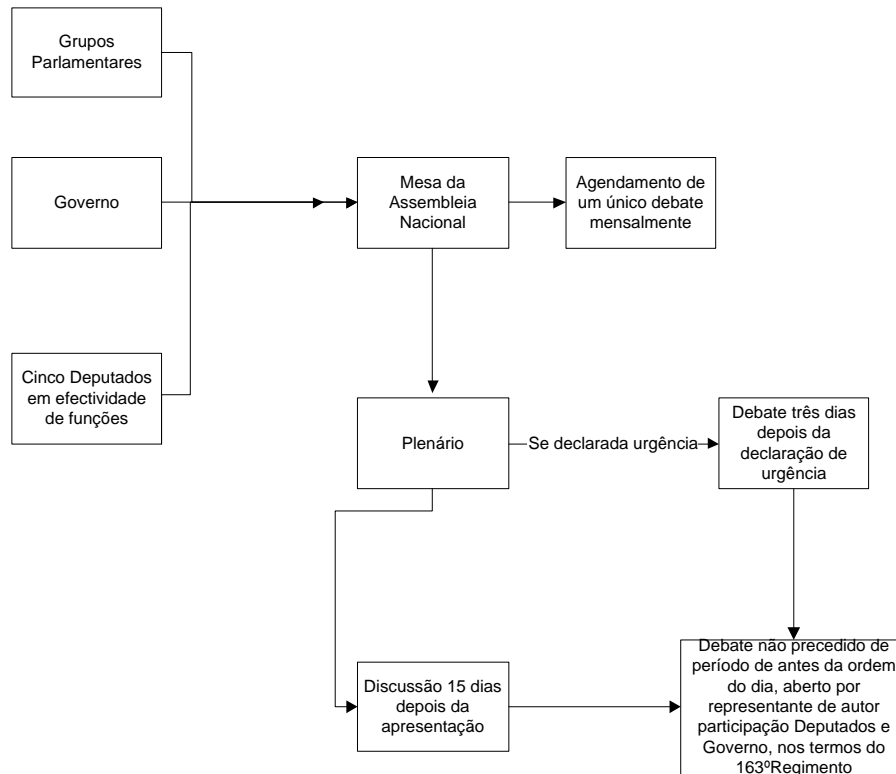 Grupos
Parlamentares
Governo
Mesa da
Assembleia
Nacional
Agendamento de
um único debate
mensalmente
Cinco Deputados
em efectividade
de funções
Plenário
Se declarada urgência
Debate três dias
depois da
declaração de
urgência
Discussão 15 dias
depois da
apresentação
Debate não precedido de
período de antes da ordem
do dia, aberto por
representante de autor
participação Deputados e
Governo, nos termos do
163ºRegimento